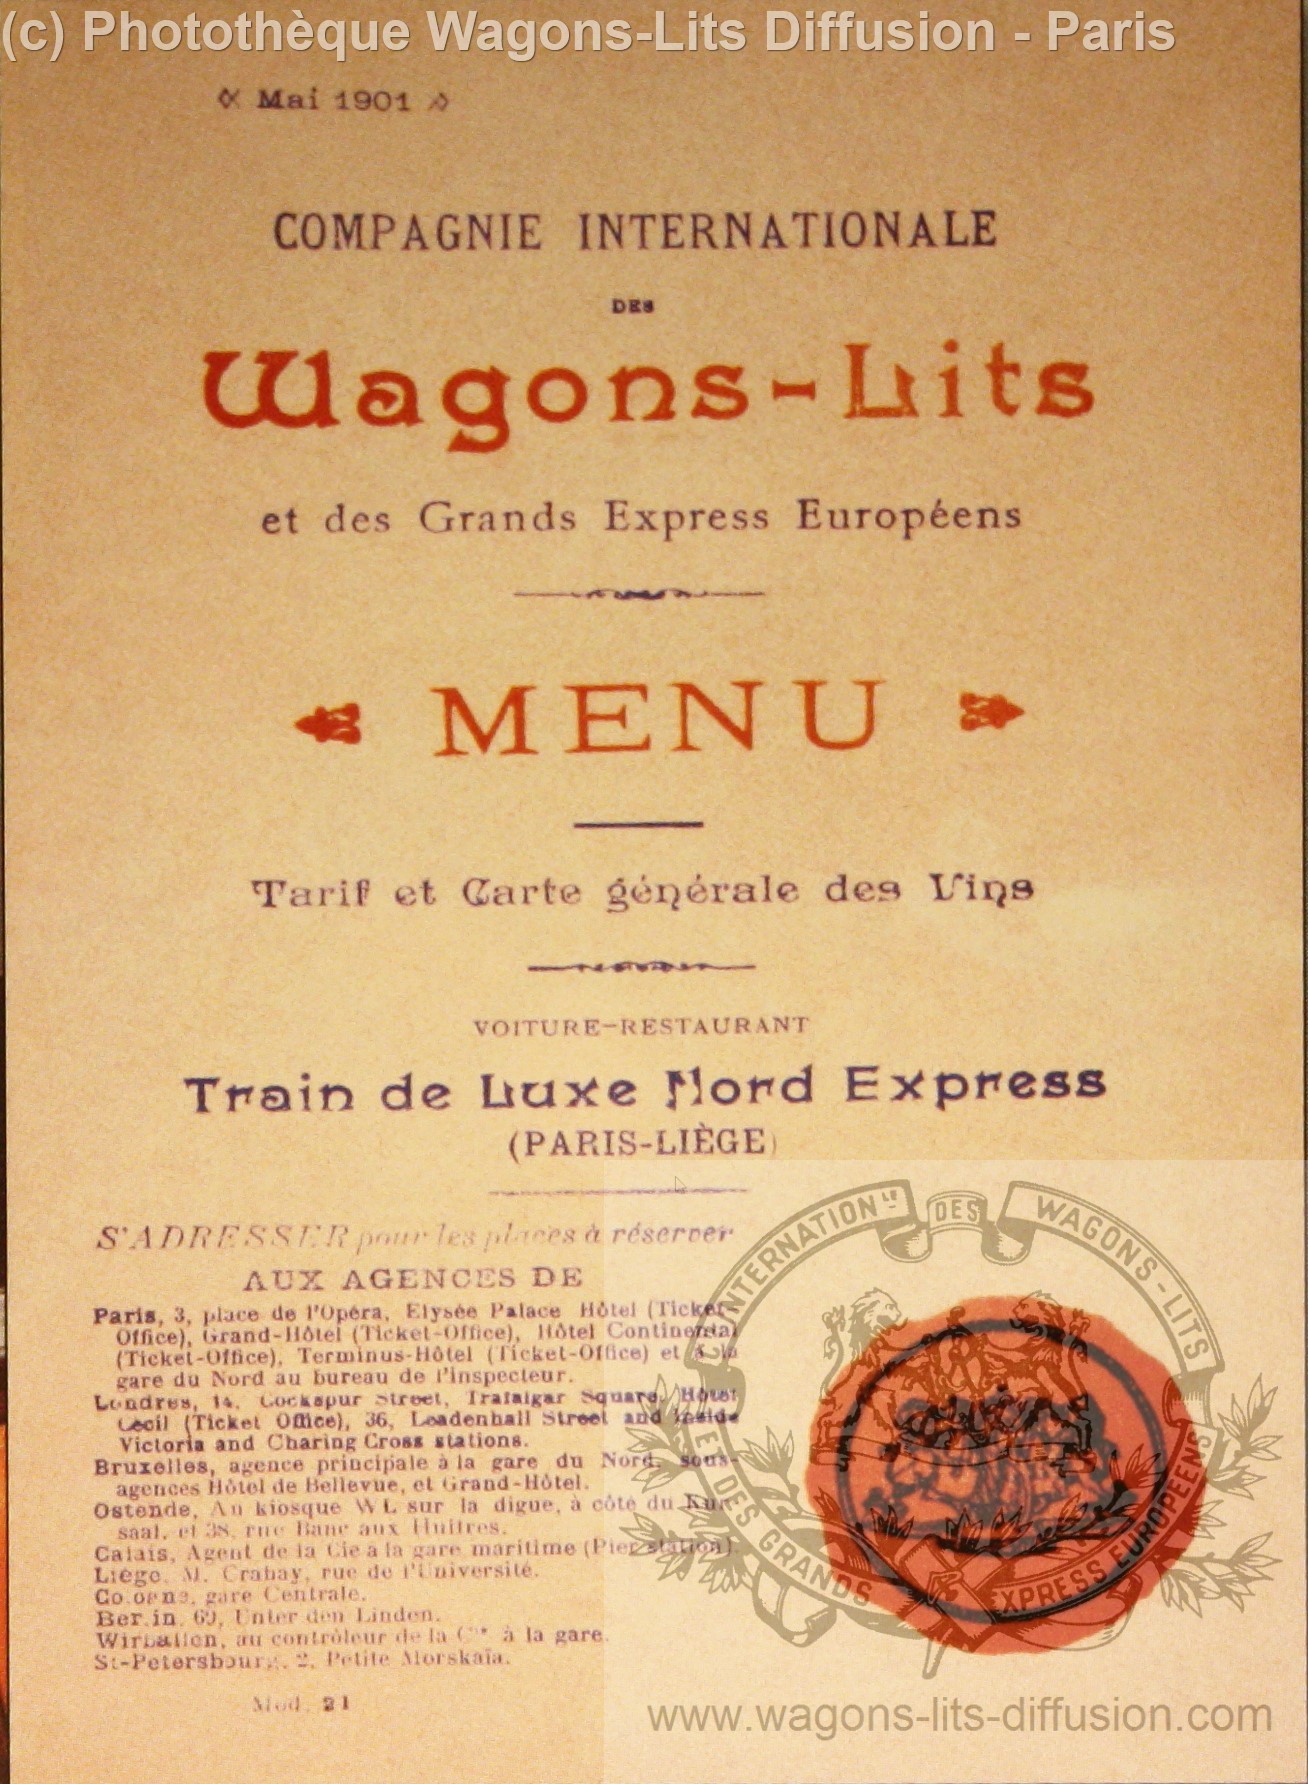 (c) Photothèque Wagons-Lits Diffusion - Paris
« Mai 1901 »
COMPAGNIE INTERNATIONALE
DES
Wagons-Lits
et des Grands Express Européens
MENU
Tarif et Carte générale des Vins
VOITURE-RESTAURANT
Train de Luxe Nord Express
(PARIS-LIÈGE)
S'ADRESSER pour les places à réserver
AUX AGENCES DE
Paris, 3, place de l'Opéra, Elysée Palace Hôtel (Ticket-
Office), Grand-Hôtel (Ticket-Office), Hôtel Continental
(Ticket-Office), Terminus-Hôtel (Ticket-Office) et à la
gare du Nord au bureau de l'inspecteur.
Londres, 14, Cockspur Street, Trafalgar Square, Hôtel
Cecil (Ticket Office), 36, Leadenhall Street and inside
Victoria and Charing Cross stations.
Bruxelles, agence principale à la gare du Nord, sous-
agences Hôtel de Bellevue, et Grand-Hôtel.
Ostende, Au kiosque WL sur la digue, à côté du Kur-
saal, et 38, rue Banc aux Huîtres.
Calais, Agent de la Cie à la gare maritime (Pier station).
Liège, M. Crahay, rue de l'Université.
Cologne, gare Centrale.
Berlin, 69, Unter den Linden.
Wirballen, au contrôleur de la Cie à la gare.
St-Petersbourg, 2, Petite Morskaïa.
Mod. 21
INTERNATIONLE DES WAGONS-LITS
ET DES GRANDS EXPRESS EUROPÉENS
www.wagons-lits-diffusion.com